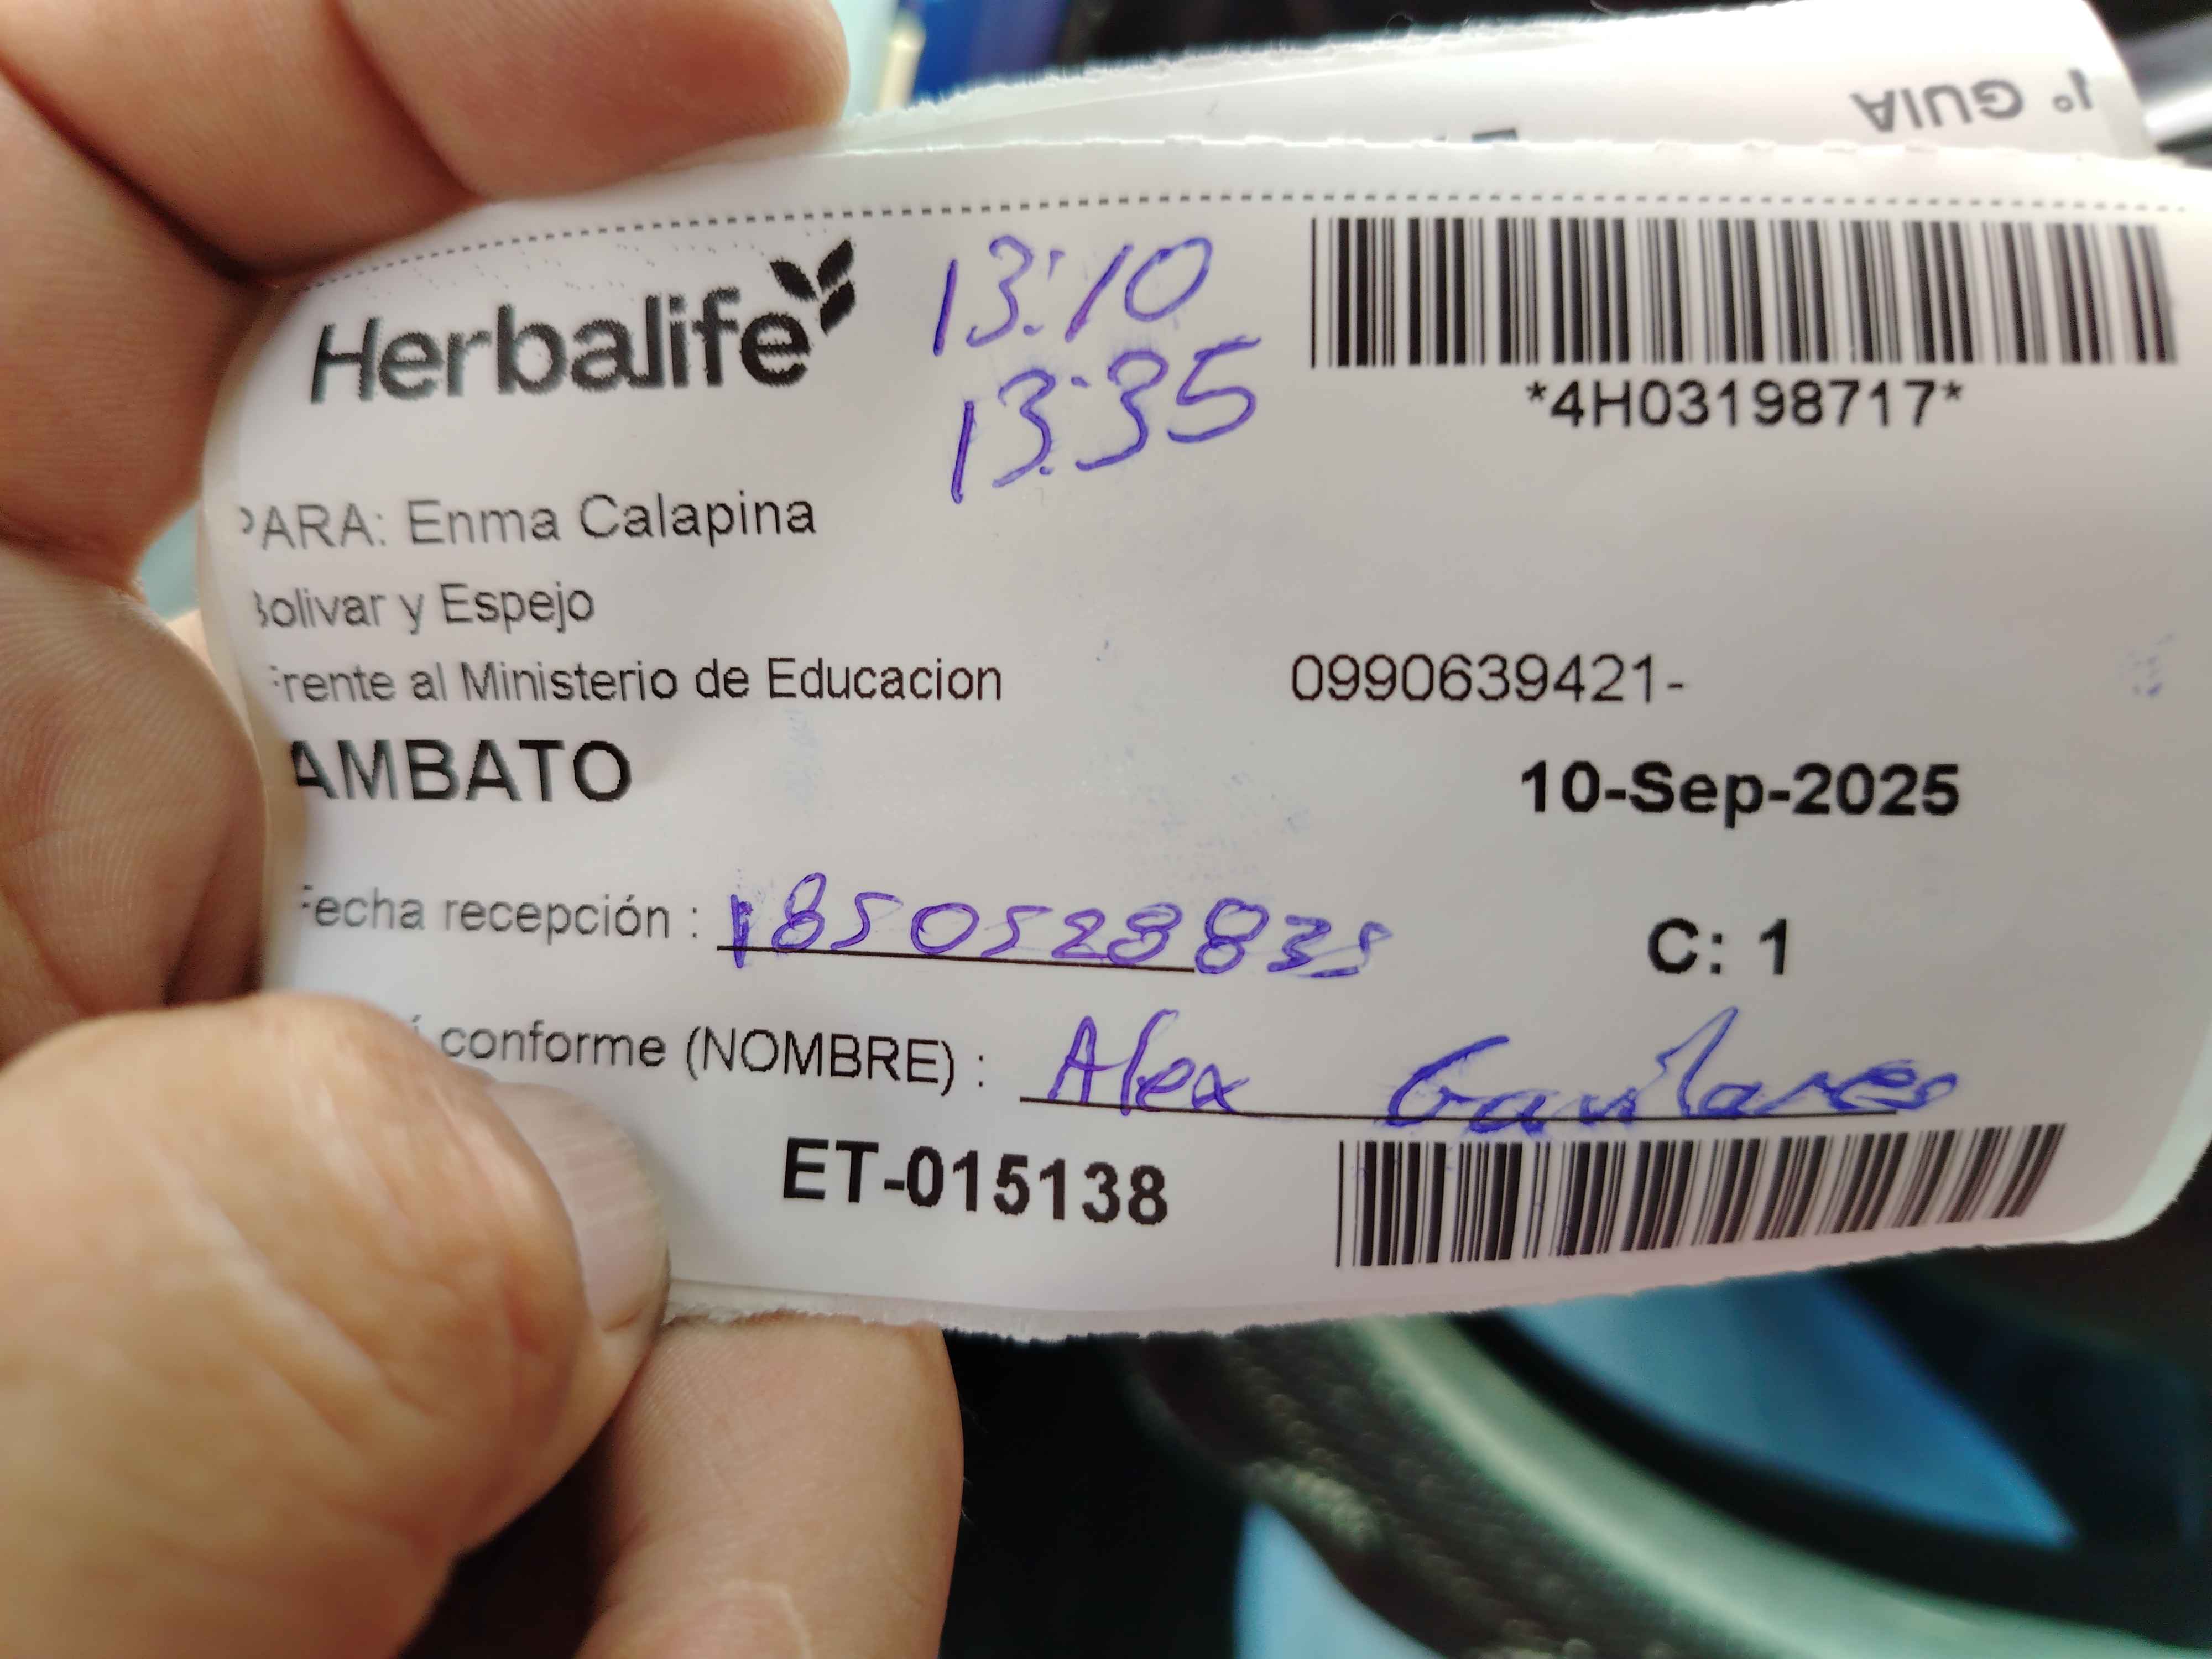 1° GUIA
Herbalife
13:10
13:35
*4H03198717*
PARA: Enma Calapina
Bolivar y Espejo
Frente al Ministerio de Educacion
0990639421-
AMBATO
10-Sep-2025
Fecha recepción : 1850528835
C: 1
conforme (NOMBRE) : Alex Gavilanes
ET-015138